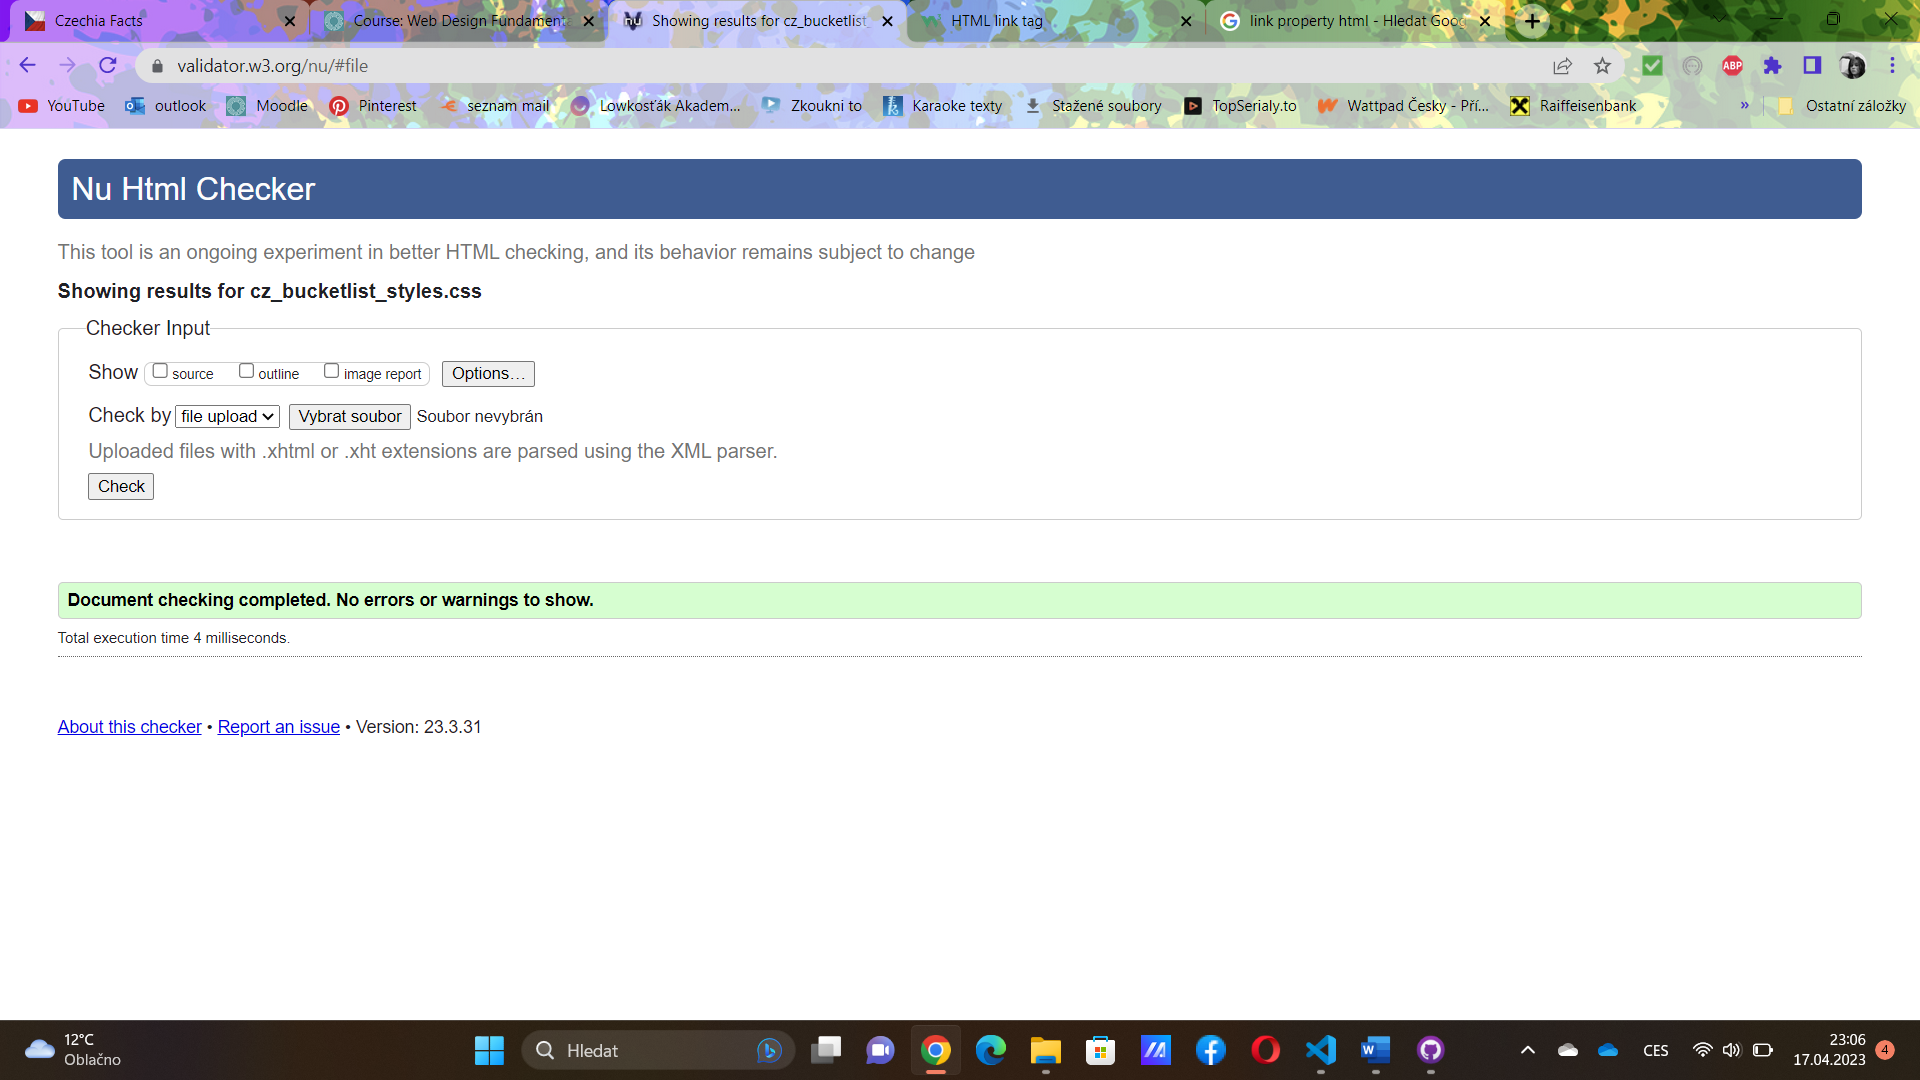 Czechia Facts
Course: Web Design Fundament
Showing results for cz_bucketlist
HTML link tag
link property html - Hledat Goog
validator.w3.org/nu/#file
ABP
YouTube
outlook
Moodle
Pinterest
seznam mail
Lowkosťák Akadem...
Zkoukni to
Karaoke texty
Stažené soubory
TopSerialy.to
Wattpad Česky - Pří...
Raiffeisenbank
»
Ostatní záložky
Nu Html Checker
This tool is an ongoing experiment in better HTML checking, and its behavior remains subject to change
Showing results for cz_bucketlist_styles.css
Checker Input
Show source outline image report Options...
Check by file upload Vybrat soubor Soubor nevybrán
Uploaded files with .xhtml or .xht extensions are parsed using the XML parser.
Check
Document checking completed. No errors or warnings to show.
Total execution time 4 milliseconds.
About this checker • Report an issue • Version: 23.3.31
12°C
Oblačno
Hledat
CES
23:06
17.04.2023
4